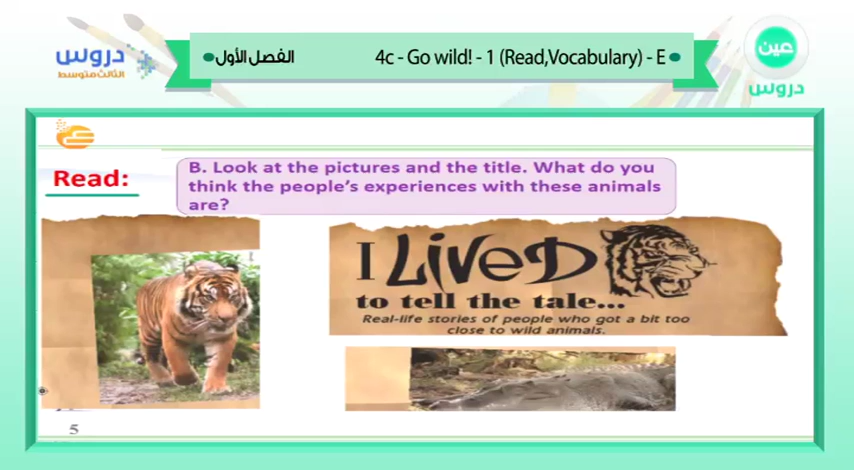 دروس
الثالث متوسط
الفصل الأول
4c - Go wild! - 1 (Read,Vocabulary) - E
عين
دروس
Read:
B. Look at the pictures and the title. What do you
think the people's experiences with these animals
are?
I LiveD
to tell the tale...
Real-life stories of people who got a bit too
close to wild animals.
5